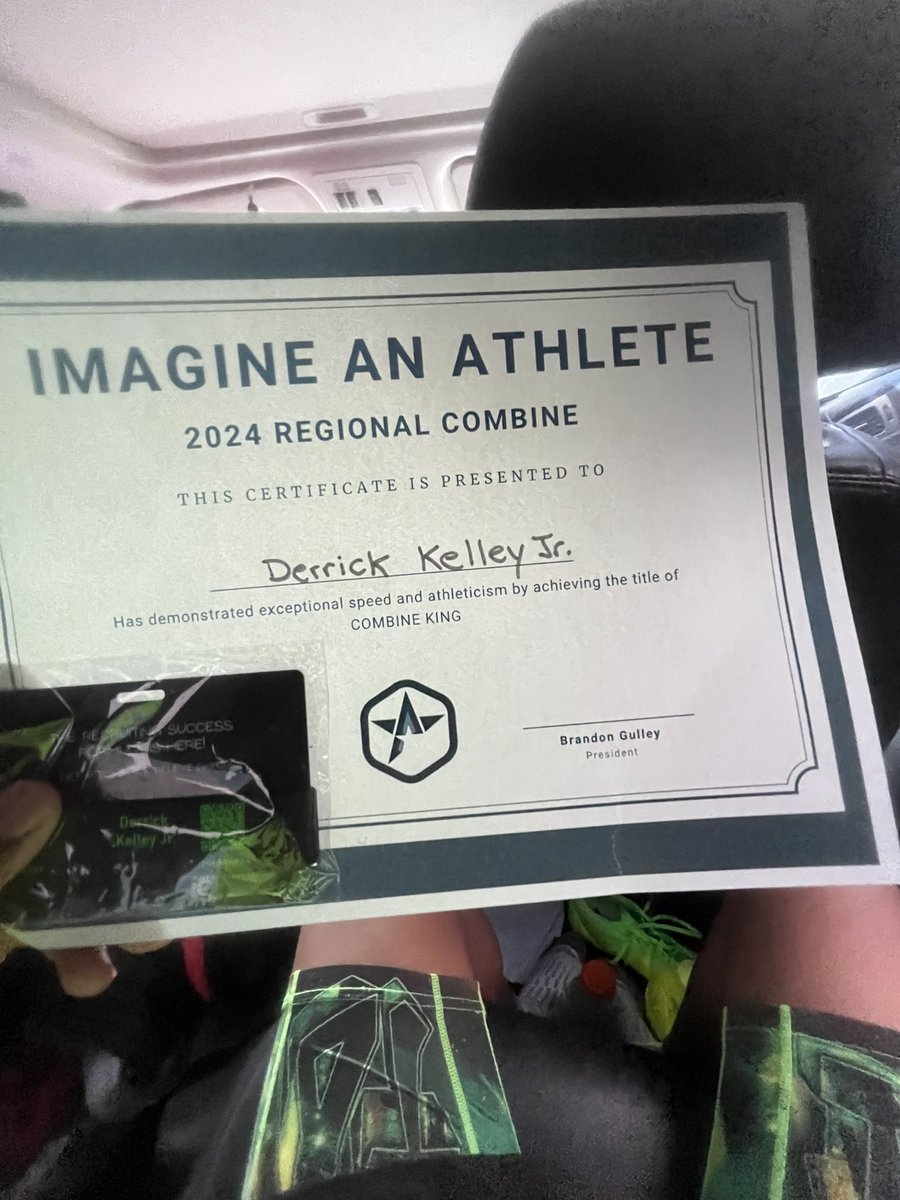 IMAGINE AN ATHLETE
2024 REGIONAL COMBINE
THIS CERTIFICATE IS PRESENTED TO
Derrick Kelley Jr.
Has demonstrated exceptional speed and athleticism by achieving the title of
COMBINE KING
Brandon Gulley
President
SUCCESS
HERE!
Derrick
Kelley Jr